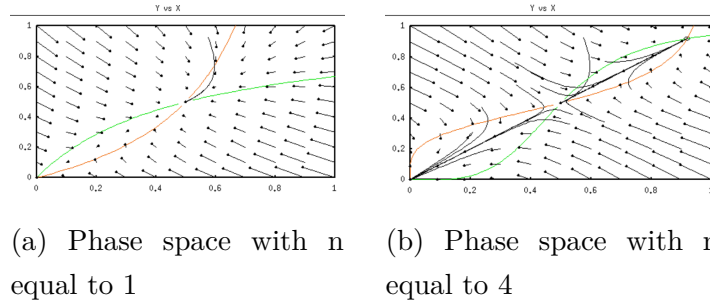 Y vs X
1
0.8
0.6
0.4
0.2
0
0 0.2 0.4 0.6 0.8 1
(a) Phase space with n
equal to 1
Y vs X
1
0.8
0.6
0.4
0.2
0
0 0.2 0.4 0.6 0.8
(b) Phase space with n
equal to 4